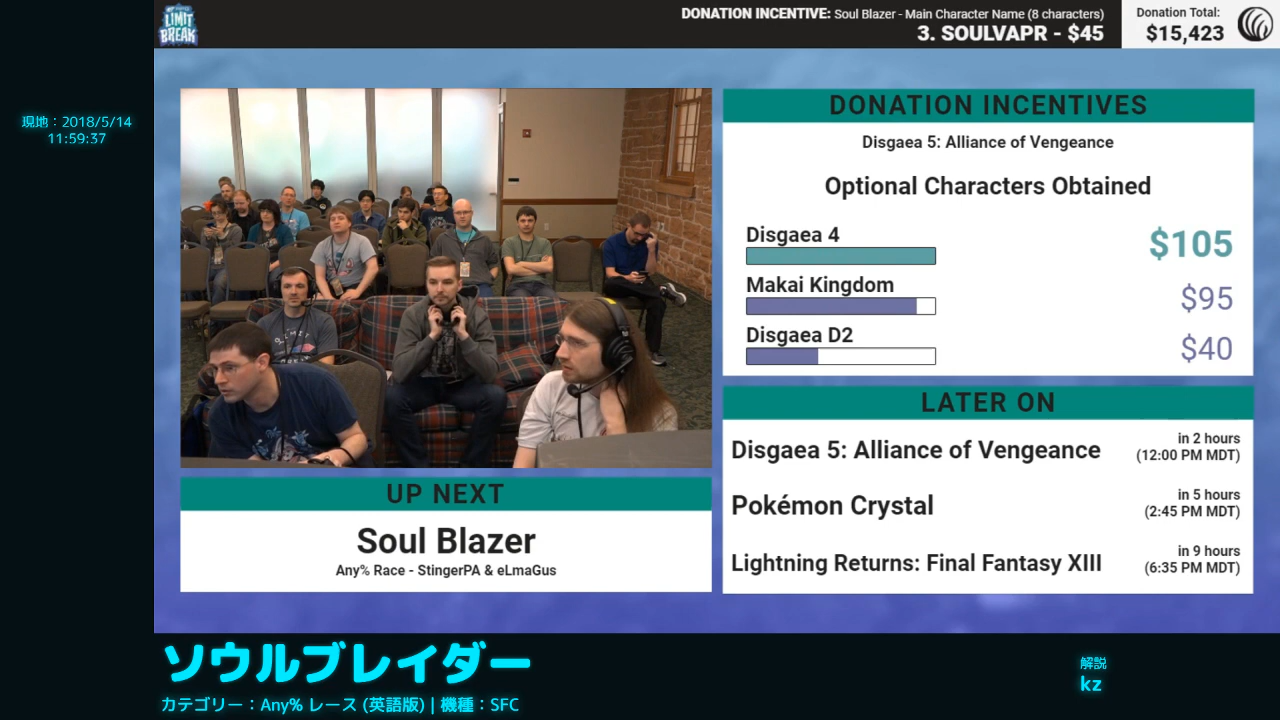 LIMIT
BREAK
DONATION INCENTIVE: Soul Blazer - Main Character Name (8 characters)
3. SOULVAPR - $45
Donation Total:
$15,423
現地：2018/5/14
11:59:37
DONATION INCENTIVES
Disgaea 5: Alliance of Vengeance
Optional Characters Obtained
Disgaea 4
$105
Makai Kingdom
$95
Disgaea D2
$40
LATER ON
Disgaea 5: Alliance of Vengeance
in 2 hours
(12:00 PM MDT)
Pokémon Crystal
in 5 hours
(2:45 PM MDT)
Lightning Returns: Final Fantasy XIII
in 9 hours
(6:35 PM MDT)
UP NEXT
Soul Blazer
Any% Race - StingerPA & eLmaGus
ソウルブレイダー
カテゴリー：Any% レース (英語版) | 機種：SFC
解説
kz